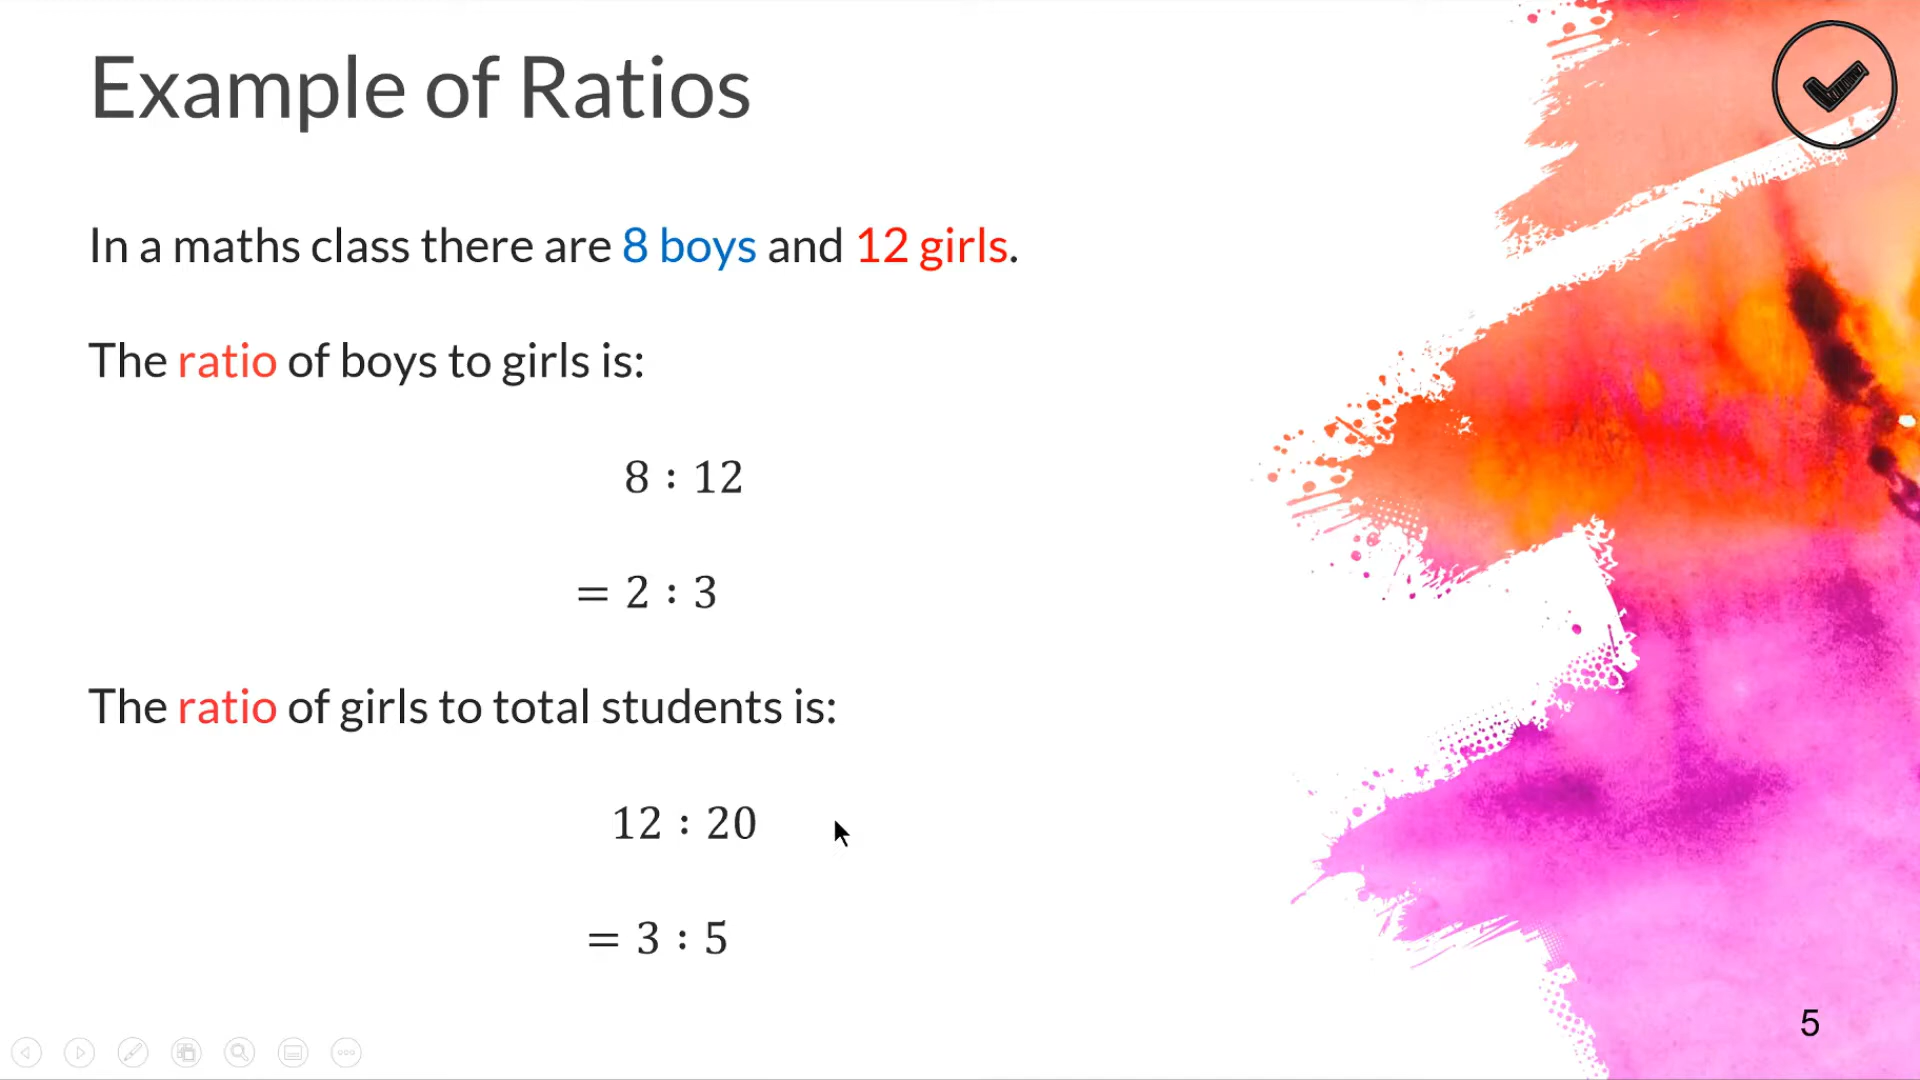 Example of Ratios
In a maths class there are 8 boys and 12 girls.
The ratio of boys to girls is:
8 : 12
= 2 : 3
The ratio of girls to total students is:
12 : 20
= 3 : 5
5